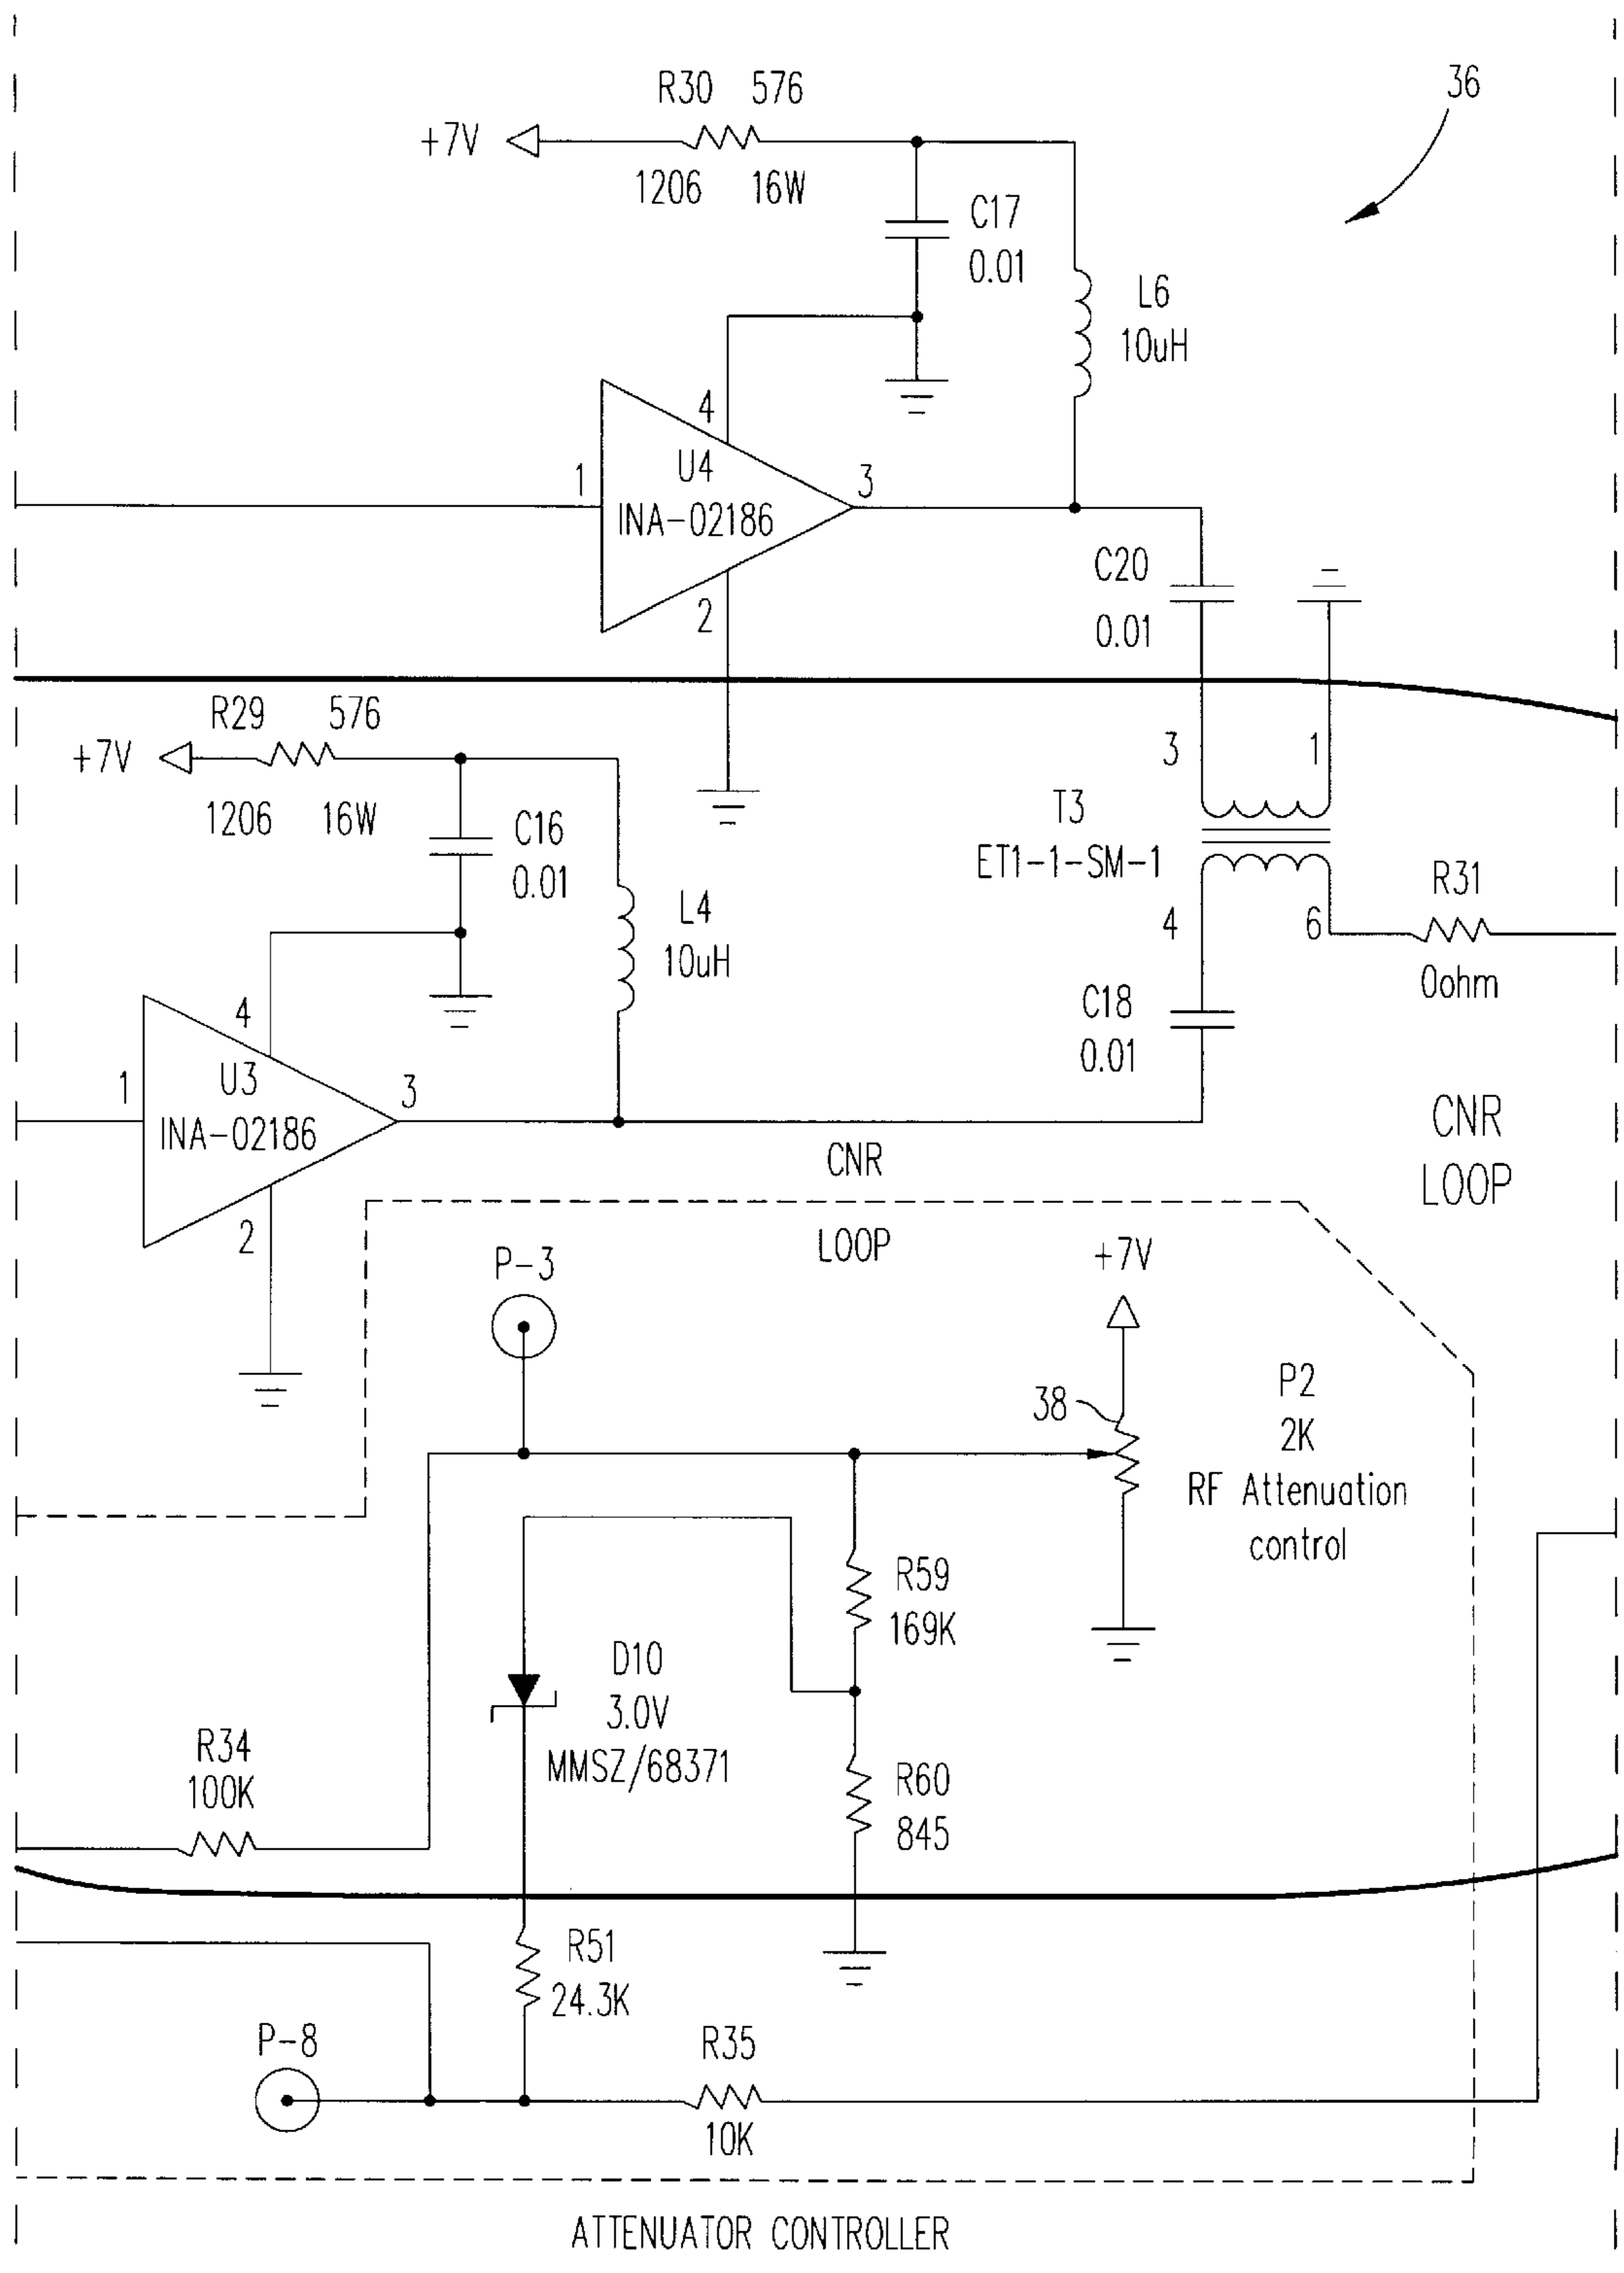 36
R30 576
+7V
1206 16W
C17
0.01
L6
10uH
4
U4
1
3
INA-02186
2
C20
0.01
R29 576
+7V
1206 16W
C16
0.01
3
1
T3
ET1-1-SM-1
4
6
R31
0ohm
L4
10uH
C18
0.01
4
U3
1
3
INA-02186
2
CNR
LOOP
CNR
LOOP
P-3
+7V
38
P2
2K
RF Attenuation
control
R59
169K
D10
3.0V
MMSZ/68371
R34
100K
R60
845
R51
24.3K
P-8
R35
10K
ATTENUATOR CONTROLLER